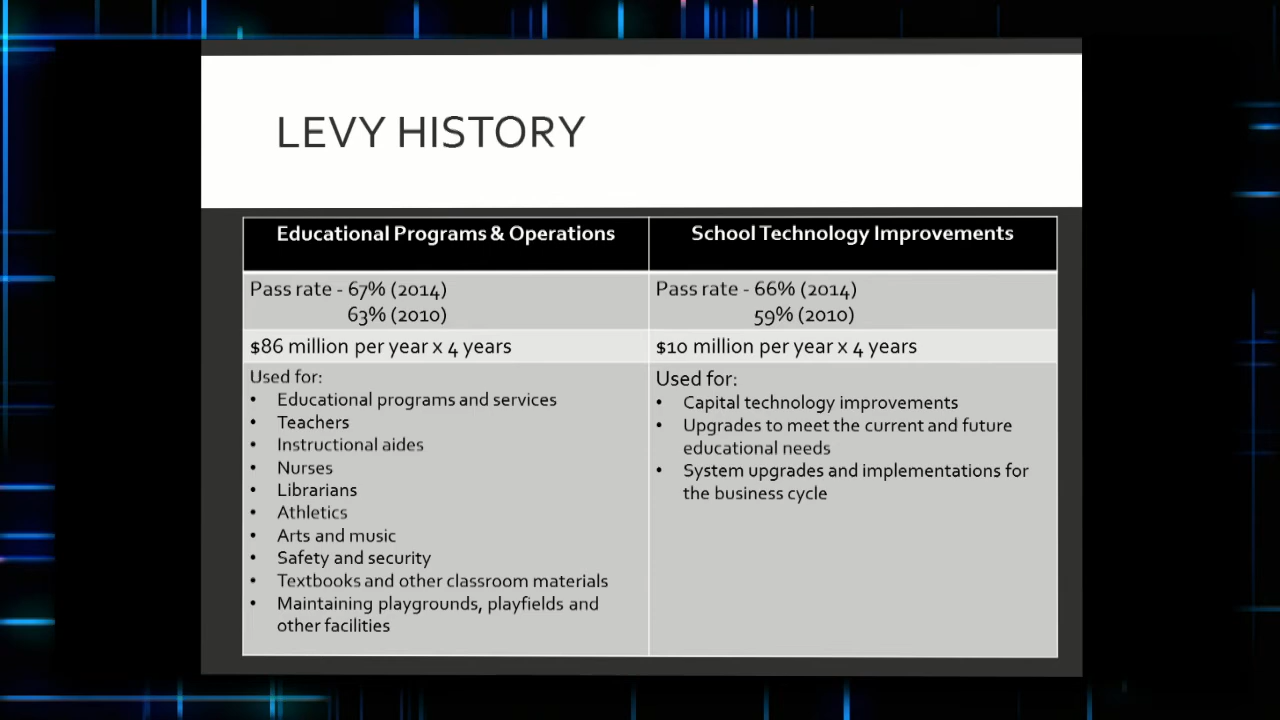 LEVY HISTORY
Educational Programs & Operations
School Technology Improvements
Pass rate - 67% (2014)
63% (2010)
Pass rate - 66% (2014)
59% (2010)
$86 million per year x 4 years
$10 million per year x 4 years
Used for:
• Educational programs and services
• Teachers
• Instructional aides
• Nurses
• Librarians
• Athletics
• Arts and music
• Safety and security
• Textbooks and other classroom materials
• Maintaining playgrounds, playfields and
other facilities
Used for:
• Capital technology improvements
• Upgrades to meet the current and future
educational needs
• System upgrades and implementations for
the business cycle